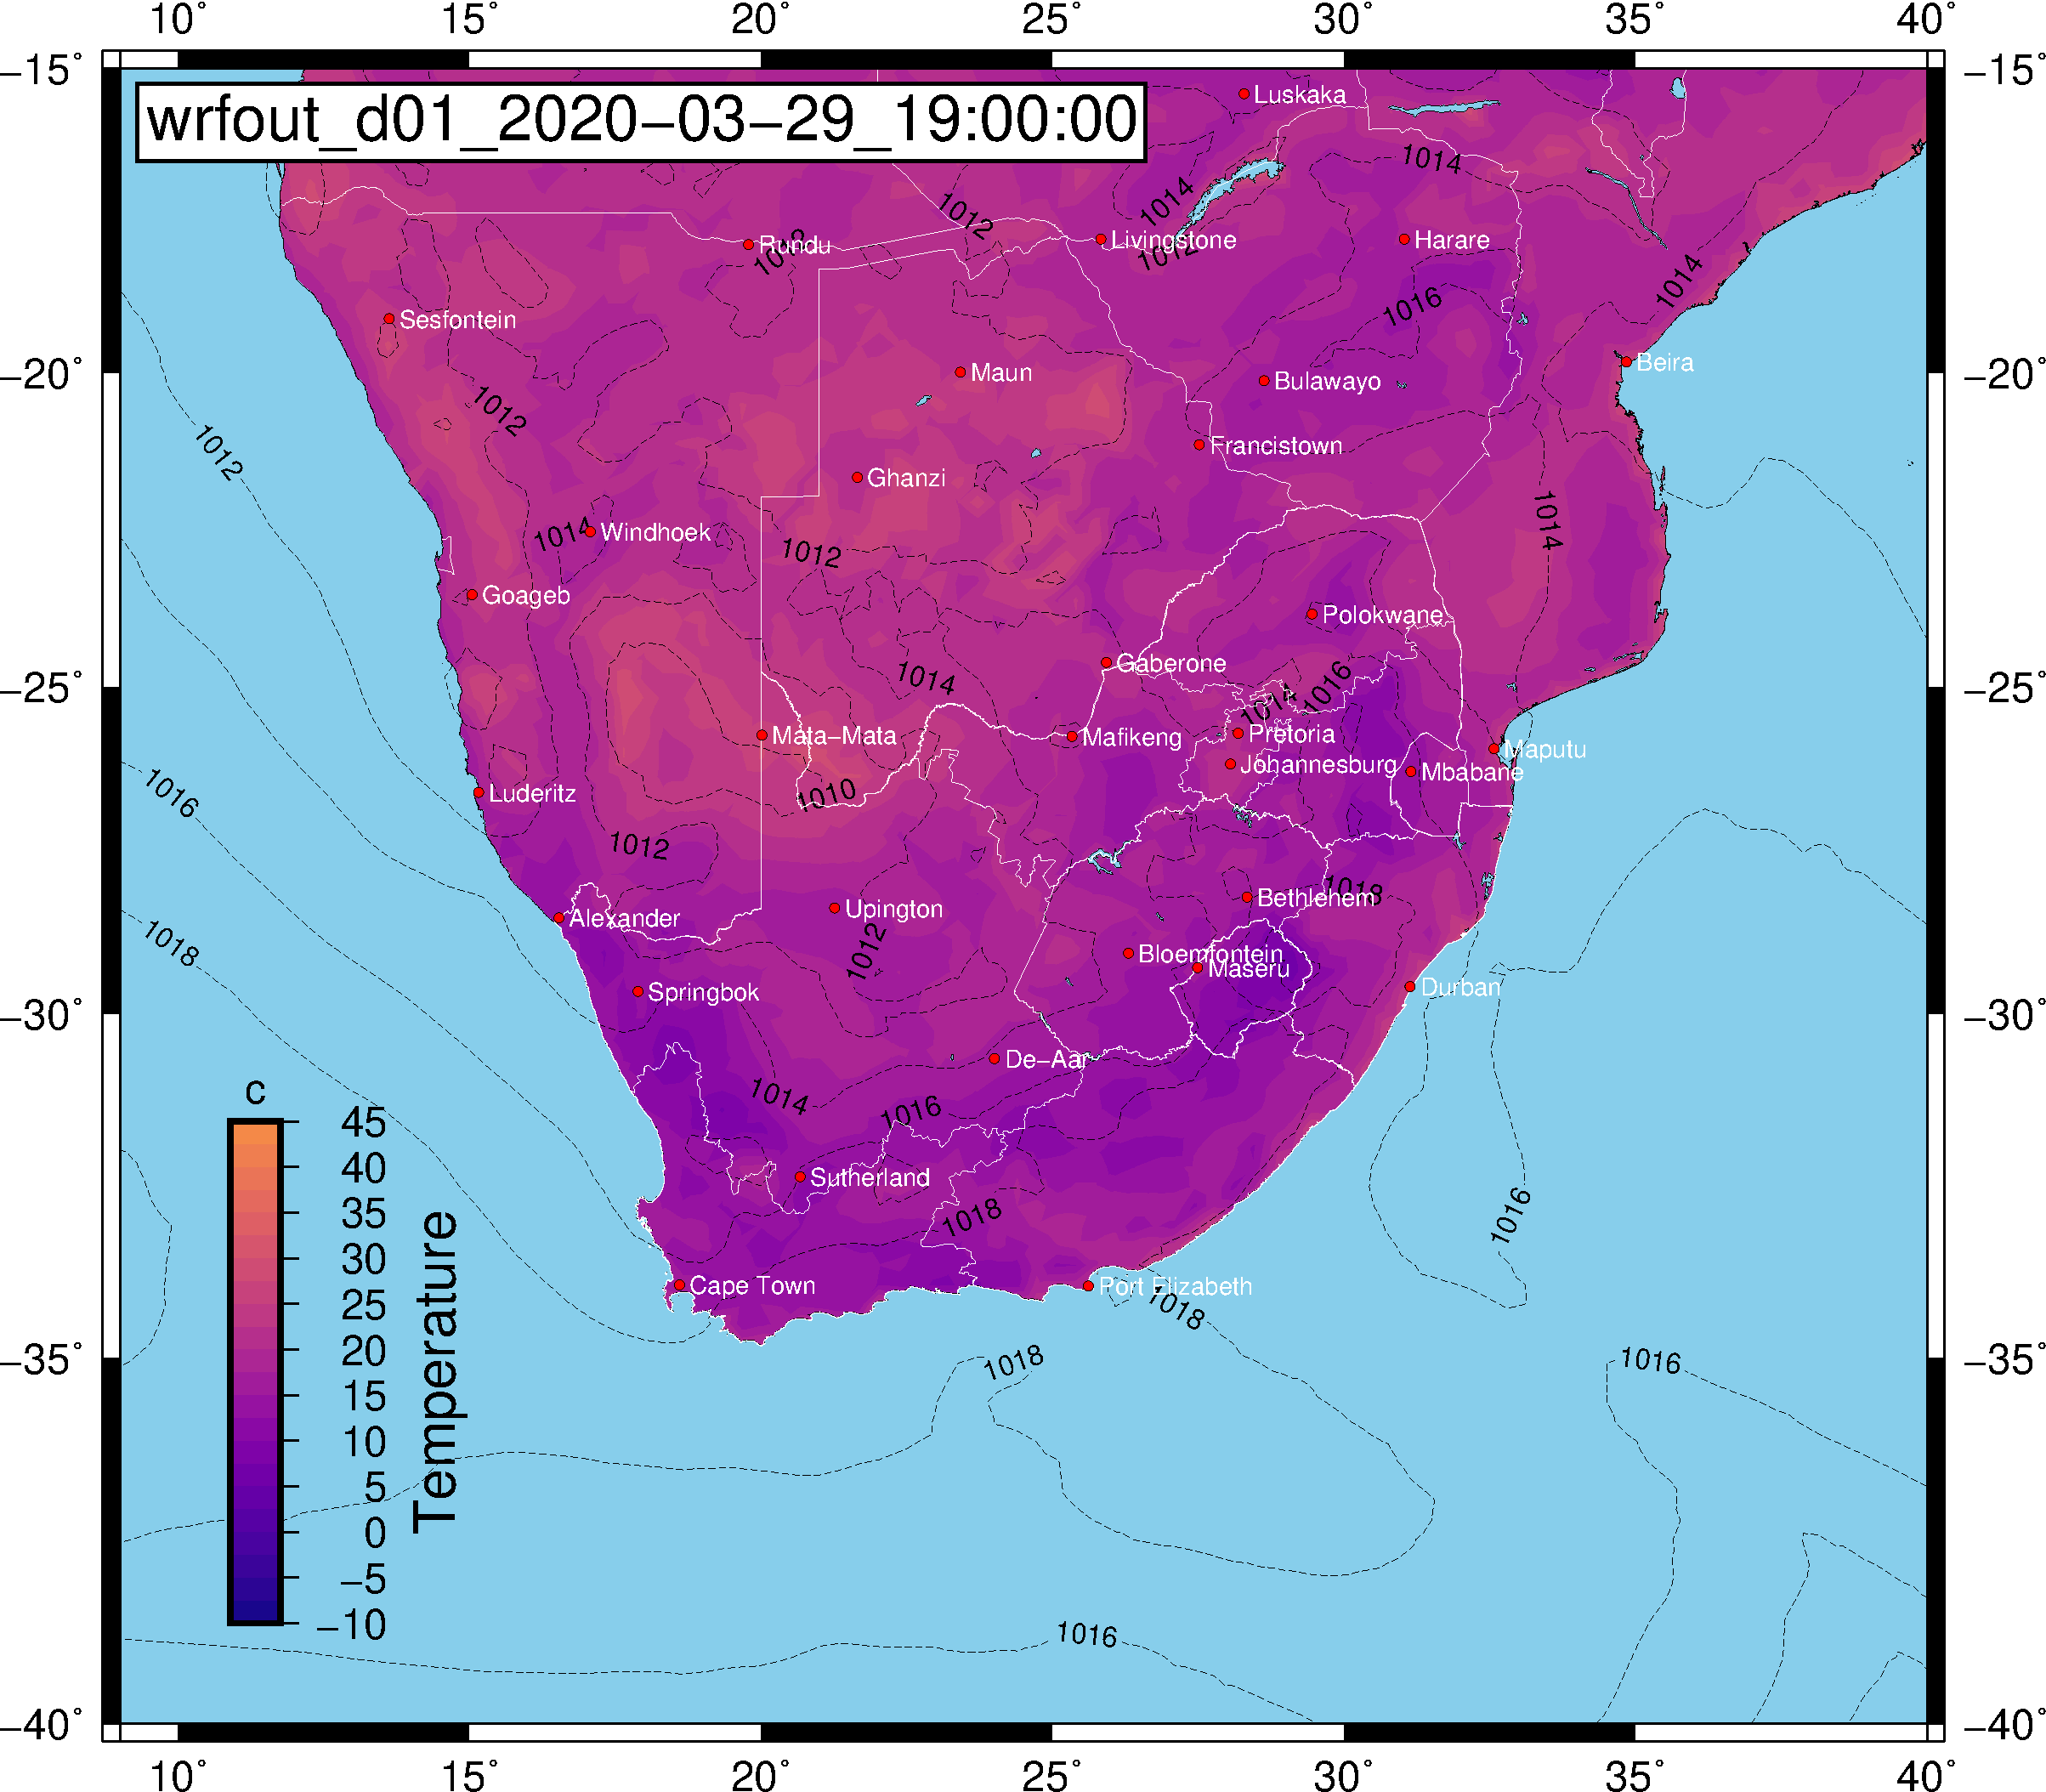 10° 15° 20° 25° 30° 35° 40°
−15° −15°
wrfout_d01_2020−03−29_19:00:00
Luskaka
1014
1014
1012
Rundu
1012
Livingstone
1012
Harare
1014
1016
Sesfontein
−20° −20°
Maun
Bulawayo
Beira
1012
1012
Francistown
Ghanzi
1014
Windhoek
1014
1012
Goageb
Polokwane
Gaberone
1014
1016
1014
−25° −25°
Mata−Mata
Mafikeng
Pretoria
Maputu
Johannesburg
Mbabane
1016
Luderitz
1010
1012
1018
Bethlehem
Alexander
Upington
1018
1012
Bloemfontein
Maseru
Springbok
Durban
−30° −30°
De−Aar
1014
1016
Sutherland
1018
1016
Cape Town
Port Elizabeth
1018
1018
1016
−35° −35°
c
45
40
35
30
25
20
15
10
5
0
−5
−10
Temperature
1016
−40° −40°
10° 15° 20° 25° 30° 35° 40°